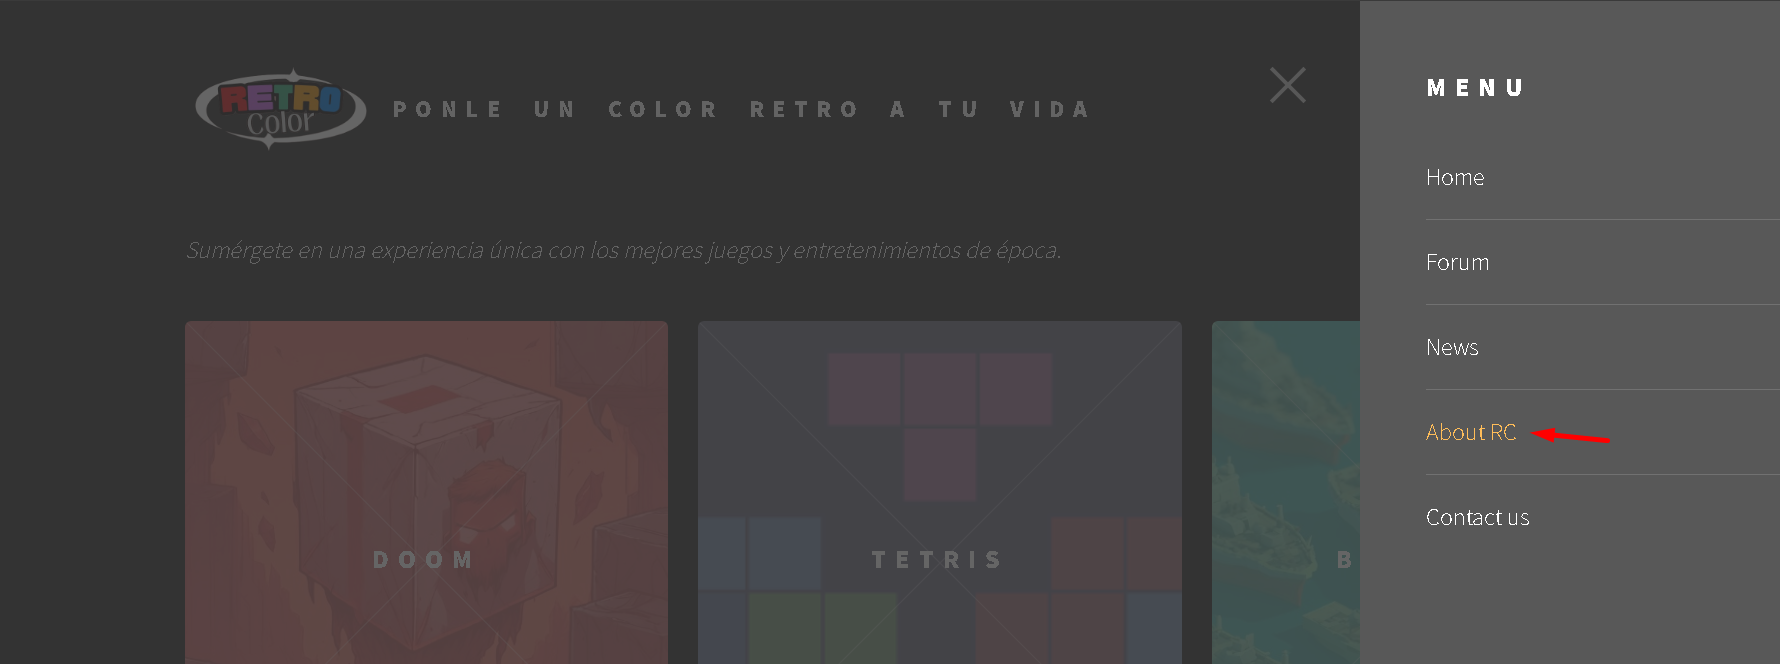 RETRO
Color
PONLE UN COLOR RETRO A TU VIDA
Sumérgete en una experiencia única con los mejores juegos y entretenimientos de época.
DOOM
TETRIS
B
MENU
Home
Forum
News
About RC
Contact us